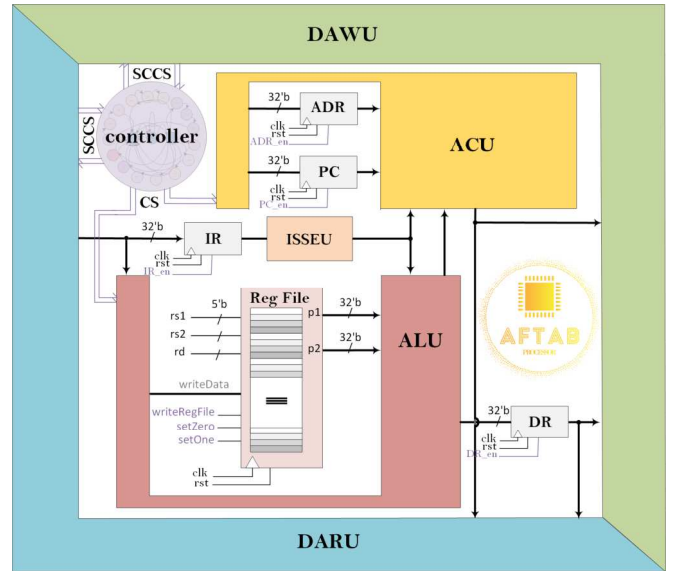 DAWU
SCCS
SCCS
controller
CS
32'b
ADR
clk
rst
ADR_en
ACU
32'b
PC
clk
rst
PC_en
32'b
IR
clk
rst
IR_en
ISSEU
Reg File
5'b
rs1
rs2
rd
p1
32'b
p2
32'b
writeData
writeRegFile
setZero
setOne
clk
rst
ALU
AFTAB
PROCESSOR
32'b
DR
clk
rst
DR_en
DARU